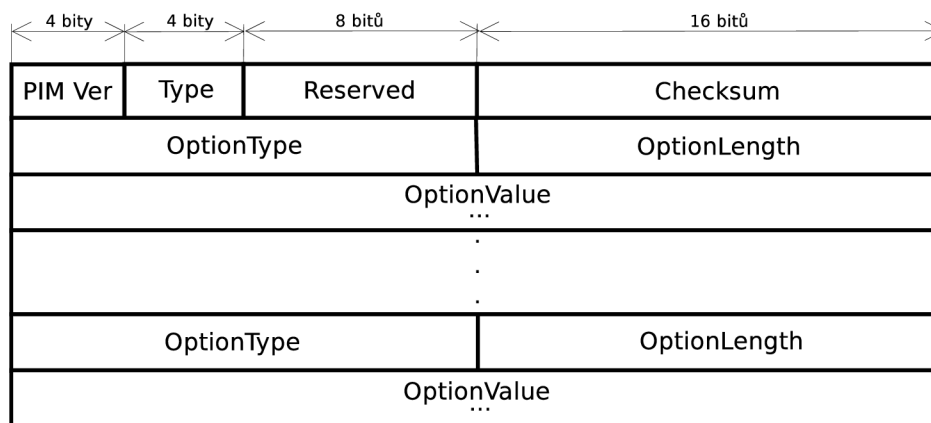 4 bity 4 bity 8 bitů 16 bitů
PIM Ver Type Reserved Checksum
OptionType OptionLength
OptionValue
...
.
.
.
OptionType OptionLength
OptionValue
...